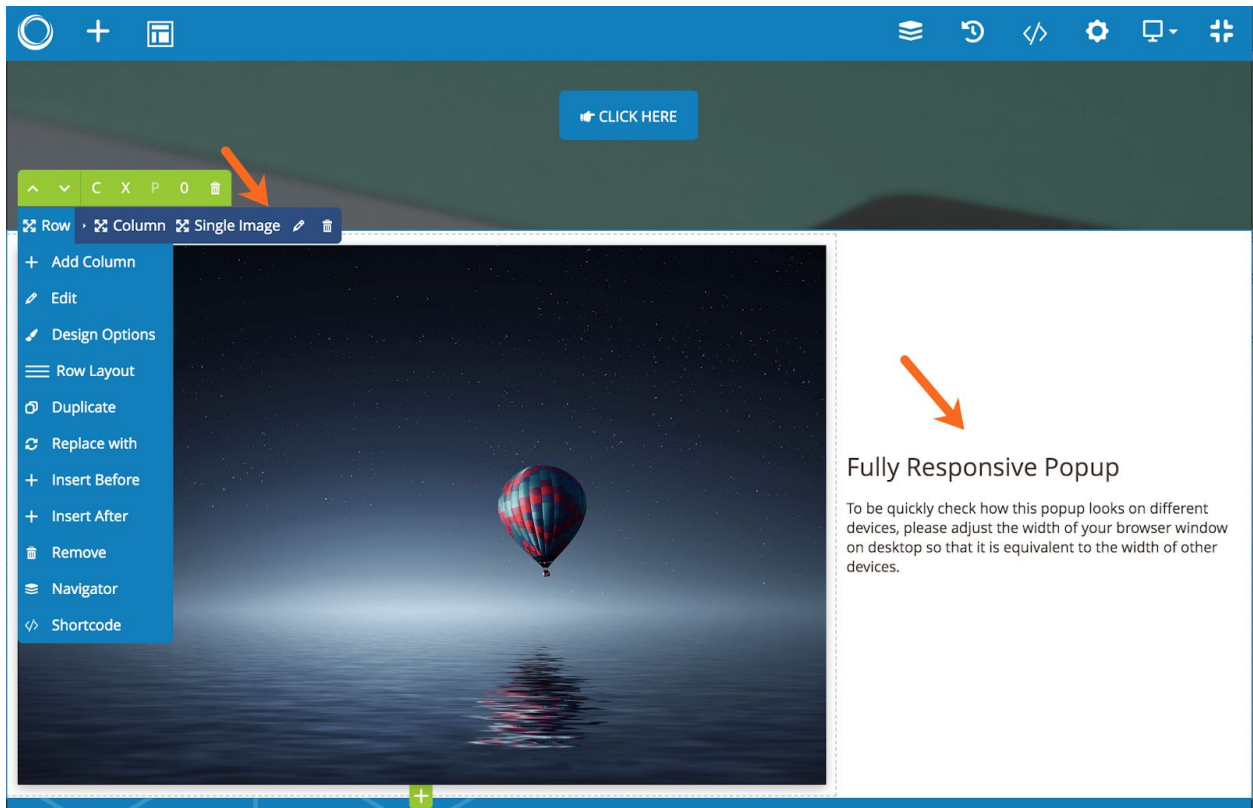 CLICK HERE
C X P 0
Row Column Single Image
Add Column
Edit
Design Options
Row Layout
Duplicate
Replace with
Insert Before
Insert After
Remove
Navigator
Shortcode
Fully Responsive Popup
To be quickly check how this popup looks on different
devices, please adjust the width of your browser window
on desktop so that it is equivalent to the width of other
devices.